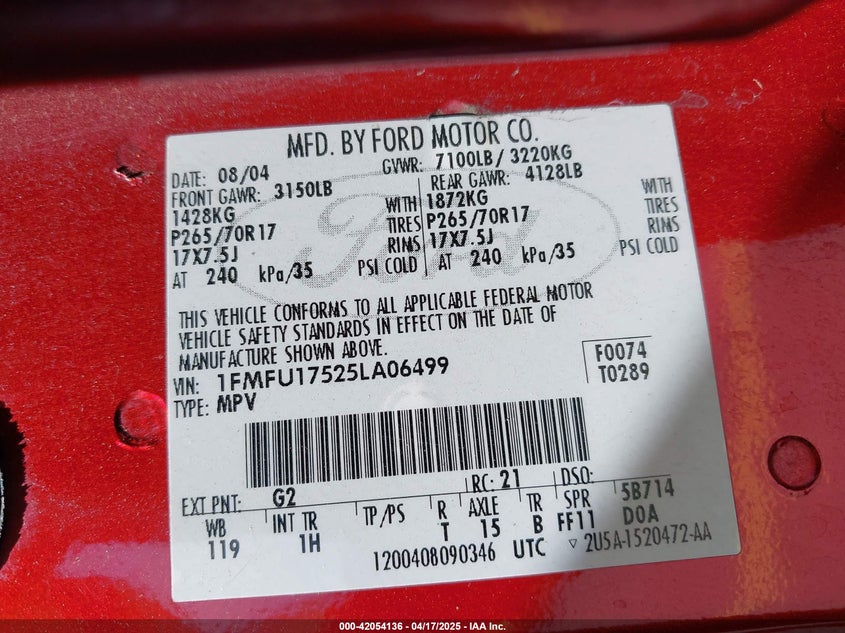 MFD. BY FORD MOTOR CO.
DATE: 08/04 GVWR: 7100LB/ 3220KG
FRONT GAWR: 3150LB REAR GAWR: 4128LB
1428KG WITH 1872KG WITH
P265/70R17 TIRES P265/70R17 TIRES
17X7.5J RIMS 17X7.5J RIMS
AT 240 kPa/35 PSI COLD AT 240 kPa/35 PSI COLD
Ford
THIS VEHICLE CONFORMS TO ALL APPLICABLE FEDERAL MOTOR
VEHICLE SAFETY STANDARDS IN EFFECT ON THE DATE OF
MANUFACTURE SHOWN ABOVE.
VIN: 1FMFU17525LA06499 F0074
TYPE: MPV T0289
EXT PNT: G2 RC: 21 DSO:
WB INT TR TP/PS R AXLE TR SPR 5B714
119 1H T 15 B FF11 D0A
1200408090346 UTC ▽ 2U5A-1520472-AA
000-42054136 - 04/17/2025 - IAA Inc.